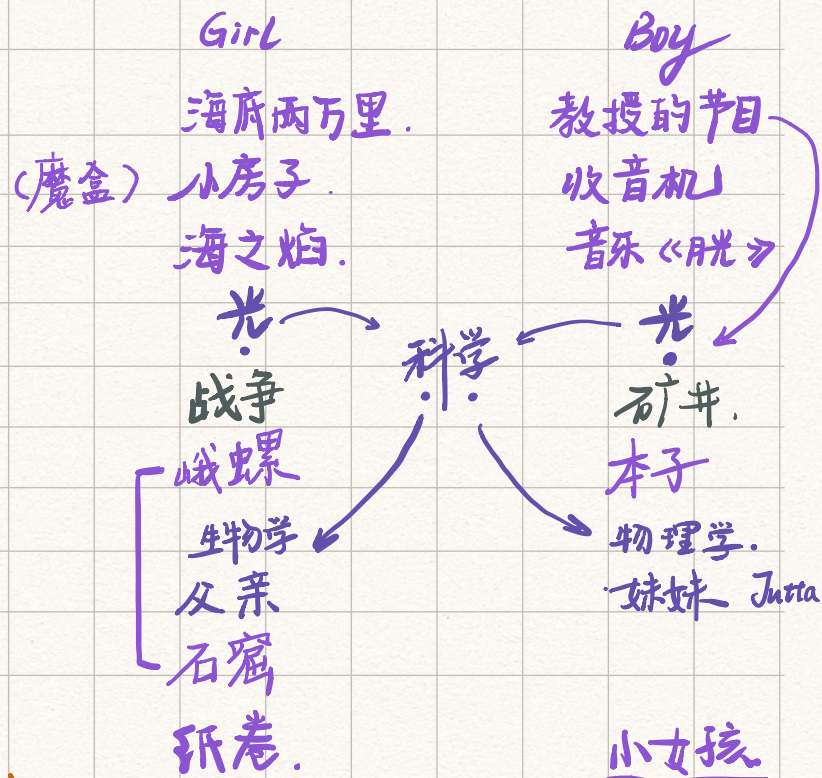 Girl Boy
海底两万里. 教授的节目
(魔盒) 小房子. 收音机
海之焰. 音乐《月光》
光 光
科学
战争 矿井.
峨螺 本子
生物学 物理学.
父亲 妹妹 Jutta
石窟
纸卷. 小女孩